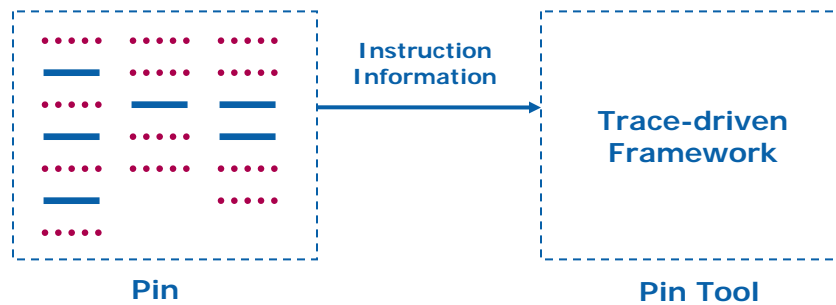 Instruction
Information
Trace-driven
Framework
Pin
Pin Tool